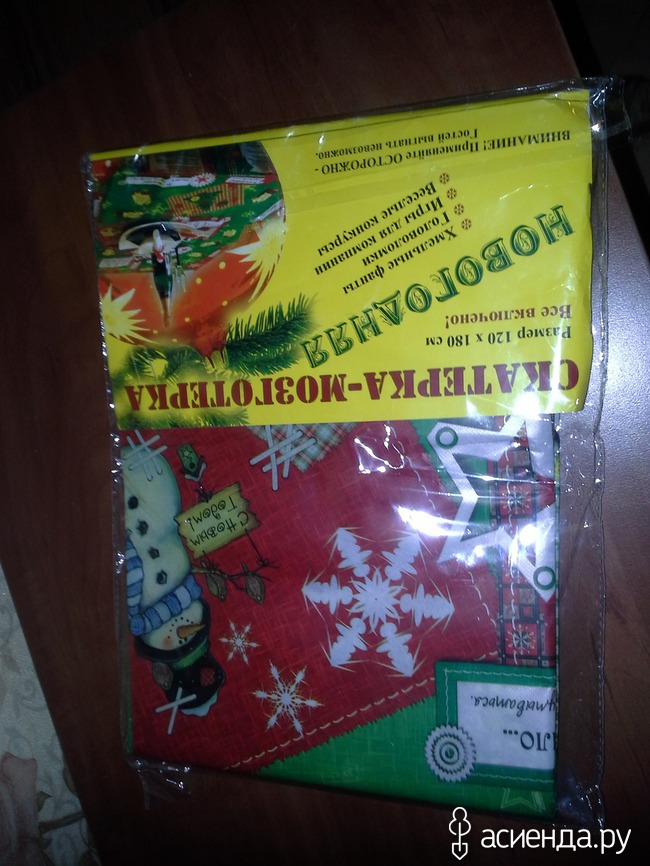 СКАТЕРКА-МОЗГОТЕРКА
Размер 120 х 180 см
Все включено!
НОВОГОДНЯЯ
Хмельные фанты
Головоломки
Игры для компании
Веселые конкурсы
ВНИМАНИЕ! Применяйте ОСТОРОЖНО -
Гостей выгнать невозможно.
С Новым
Годом!
ЛО...
асиенда.ру